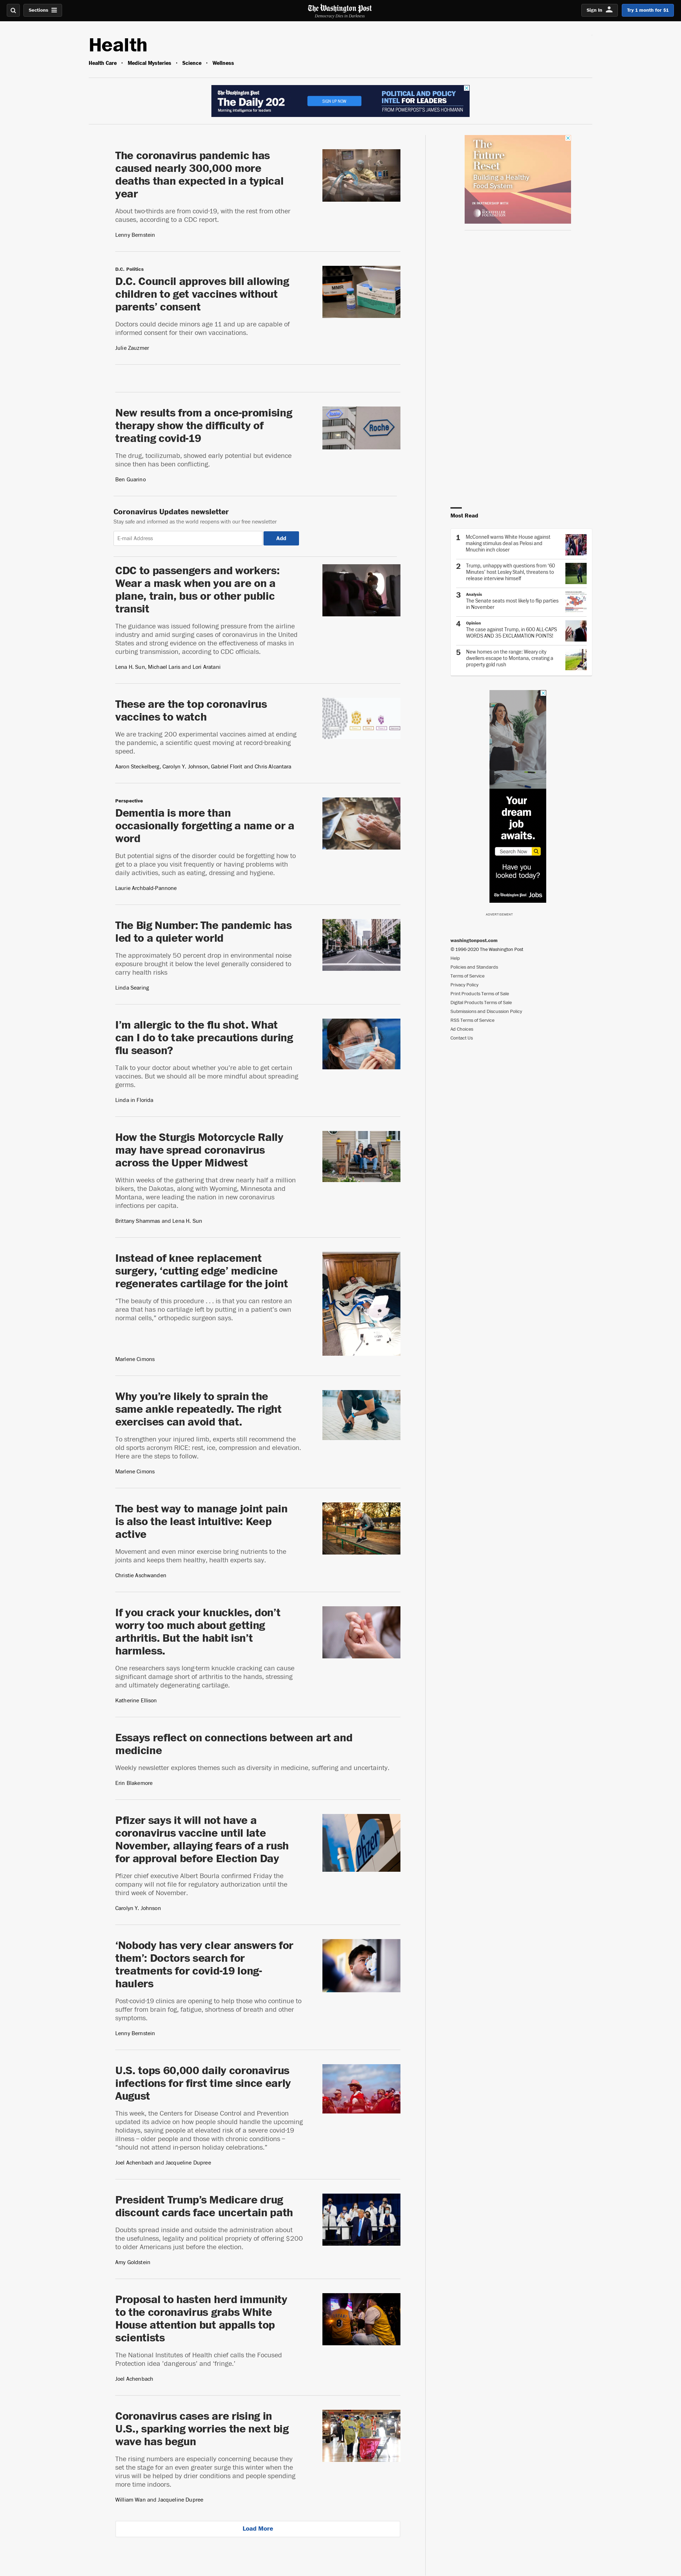 Sections
The Washington Post
Democracy Dies in Darkness
Sign In
Try 1 month for $1
Health
Health Care • Medical Mysteries • Science • Wellness
The Washington Post
The Daily 202
Morning intelligence for leaders
SIGN UP NOW
POLITICAL AND POLICY
INTEL FOR LEADERS
FROM POWERPOST'S JAMES HOHMANN
The coronavirus pandemic has
caused nearly 300,000 more
deaths than expected in a typical
year
About two-thirds are from covid-19, with the rest from other
causes, according to a CDC report.
Lenny Bernstein
D.C. Politics
D.C. Council approves bill allowing
children to get vaccines without
parents’ consent
Doctors could decide minors age 11 and up are capable of
informed consent for their own vaccinations.
Julie Zauzmer
New results from a once-promising
therapy show the difficulty of
treating covid-19
The drug, tocilizumab, showed early potential but evidence
since then has been conflicting.
Ben Guarino
Roche
Coronavirus Updates newsletter
Stay safe and informed as the world reopens with our free newsletter
E-mail Address
Add
CDC to passengers and workers:
Wear a mask when you are on a
plane, train, bus or other public
transit
The guidance was issued following pressure from the airline
industry and amid surging cases of coronavirus in the United
States and strong evidence on the effectiveness of masks in
curbing transmission, according to CDC officials.
Lena H. Sun, Michael Laris and Lori Aratani
These are the top coronavirus
vaccines to watch
We are tracking 200 experimental vaccines aimed at ending
the pandemic, a scientific quest moving at record-breaking
speed.
Aaron Steckelberg, Carolyn Y. Johnson, Gabriel Florit and Chris Alcantara
Perspective
Dementia is more than
occasionally forgetting a name or a
word
But potential signs of the disorder could be forgetting how to
get to a place you visit frequently or having problems with
daily activities, such as eating, dressing and hygiene.
Laurie Archbald-Pannone
The Big Number: The pandemic has
led to a quieter world
The approximately 50 percent drop in environmental noise
exposure brought it below the level generally considered to
carry health risks
Linda Searing
I’m allergic to the flu shot. What
can I do to take precautions during
flu season?
Talk to your doctor about whether you’re able to get certain
vaccines. But we should all be more mindful about spreading
germs.
Linda in Florida
How the Sturgis Motorcycle Rally
may have spread coronavirus
across the Upper Midwest
Within weeks of the gathering that drew nearly half a million
bikers, the Dakotas, along with Wyoming, Minnesota and
Montana, were leading the nation in new coronavirus
infections per capita.
Brittany Shammas and Lena H. Sun
Instead of knee replacement
surgery, ‘cutting edge’ medicine
regenerates cartilage for the joint
“The beauty of this procedure . . . is that you can restore an
area that has no cartilage left by putting in a patient’s own
normal cells,” orthopedic surgeon says.
Marlene Cimons
Why you’re likely to sprain the
same ankle repeatedly. The right
exercises can avoid that.
To strengthen your injured limb, experts still recommend the
old sports acronym RICE: rest, ice, compression and elevation.
Here are the steps to follow.
Marlene Cimons
The best way to manage joint pain
is also the least intuitive: Keep
active
Movement and even minor exercise bring nutrients to the
joints and keeps them healthy, health experts say.
Christie Aschwanden
If you crack your knuckles, don’t
worry too much about getting
arthritis. But the habit isn’t
harmless.
One researchers says long-term knuckle cracking can cause
significant damage short of arthritis to the hands, stressing
and ultimately degenerating cartilage.
Katherine Ellison
Essays reflect on connections between art and
medicine
Weekly newsletter explores themes such as diversity in medicine, suffering and uncertainty.
Erin Blakemore
Pfizer says it will not have a
coronavirus vaccine until late
November, allaying fears of a rush
for approval before Election Day
Pfizer chief executive Albert Bourla confirmed Friday the
company will not file for regulatory authorization until the
third week of November.
Carolyn Y. Johnson
Pfizer
‘Nobody has very clear answers for
them’: Doctors search for
treatments for covid-19 long-
haulers
Post-covid-19 clinics are opening to help those who continue to
suffer from brain fog, fatigue, shortness of breath and other
symptoms.
Lenny Bernstein
U.S. tops 60,000 daily coronavirus
infections for first time since early
August
This week, the Centers for Disease Control and Prevention
updated its advice on how people should handle the upcoming
holidays, saying people at elevated risk of a severe covid-19
illness – older people and those with chronic conditions –
“should not attend in-person holiday celebrations.”
Joel Achenbach and Jacqueline Dupree
President Trump’s Medicare drug
discount cards face uncertain path
Doubts spread inside and outside the administration about
the usefulness, legality and political propriety of offering $200
to older Americans just before the election.
Amy Goldstein
Proposal to hasten herd immunity
to the coronavirus grabs White
House attention but appalls top
scientists
The National Institutes of Health chief calls the Focused
Protection idea ‘dangerous’ and ‘fringe.’
Joel Achenbach
8
Coronavirus cases are rising in
U.S., sparking worries the next big
wave has begun
The rising numbers are especially concerning because they
set the stage for an even greater surge this winter when the
virus will be helped by drier conditions and people spending
more time indoors.
William Wan and Jacqueline Dupree
Load More
The
Future
Reset
Building a Healthy
Food System
IN PARTNERSHIP WITH
Most Read
1 McConnell warns White House against
making stimulus deal as Pelosi and
Mnuchin inch closer
2 Trump, unhappy with questions from ‘60
Minutes’ host Lesley Stahl, threatens to
release interview himself
3 Analysis
The Senate seats most likely to flip parties
in November
4 Opinion
The case against Trump, in 600 ALL-CAPS
WORDS AND 35 EXCLAMATION POINTS!
5 New homes on the range: Weary city
dwellers escape to Montana, creating a
property gold rush
Your
dream
job
awaits.
Search Now
Have you
looked today?
The Washington Post Jobs
ADVERTISEMENT
washingtonpost.com
© 1996-2020 The Washington Post
Help
Policies and Standards
Terms of Service
Privacy Policy
Print Products Terms of Sale
Digital Products Terms of Sale
Submissions and Discussion Policy
RSS Terms of Service
Ad Choices
Contact Us